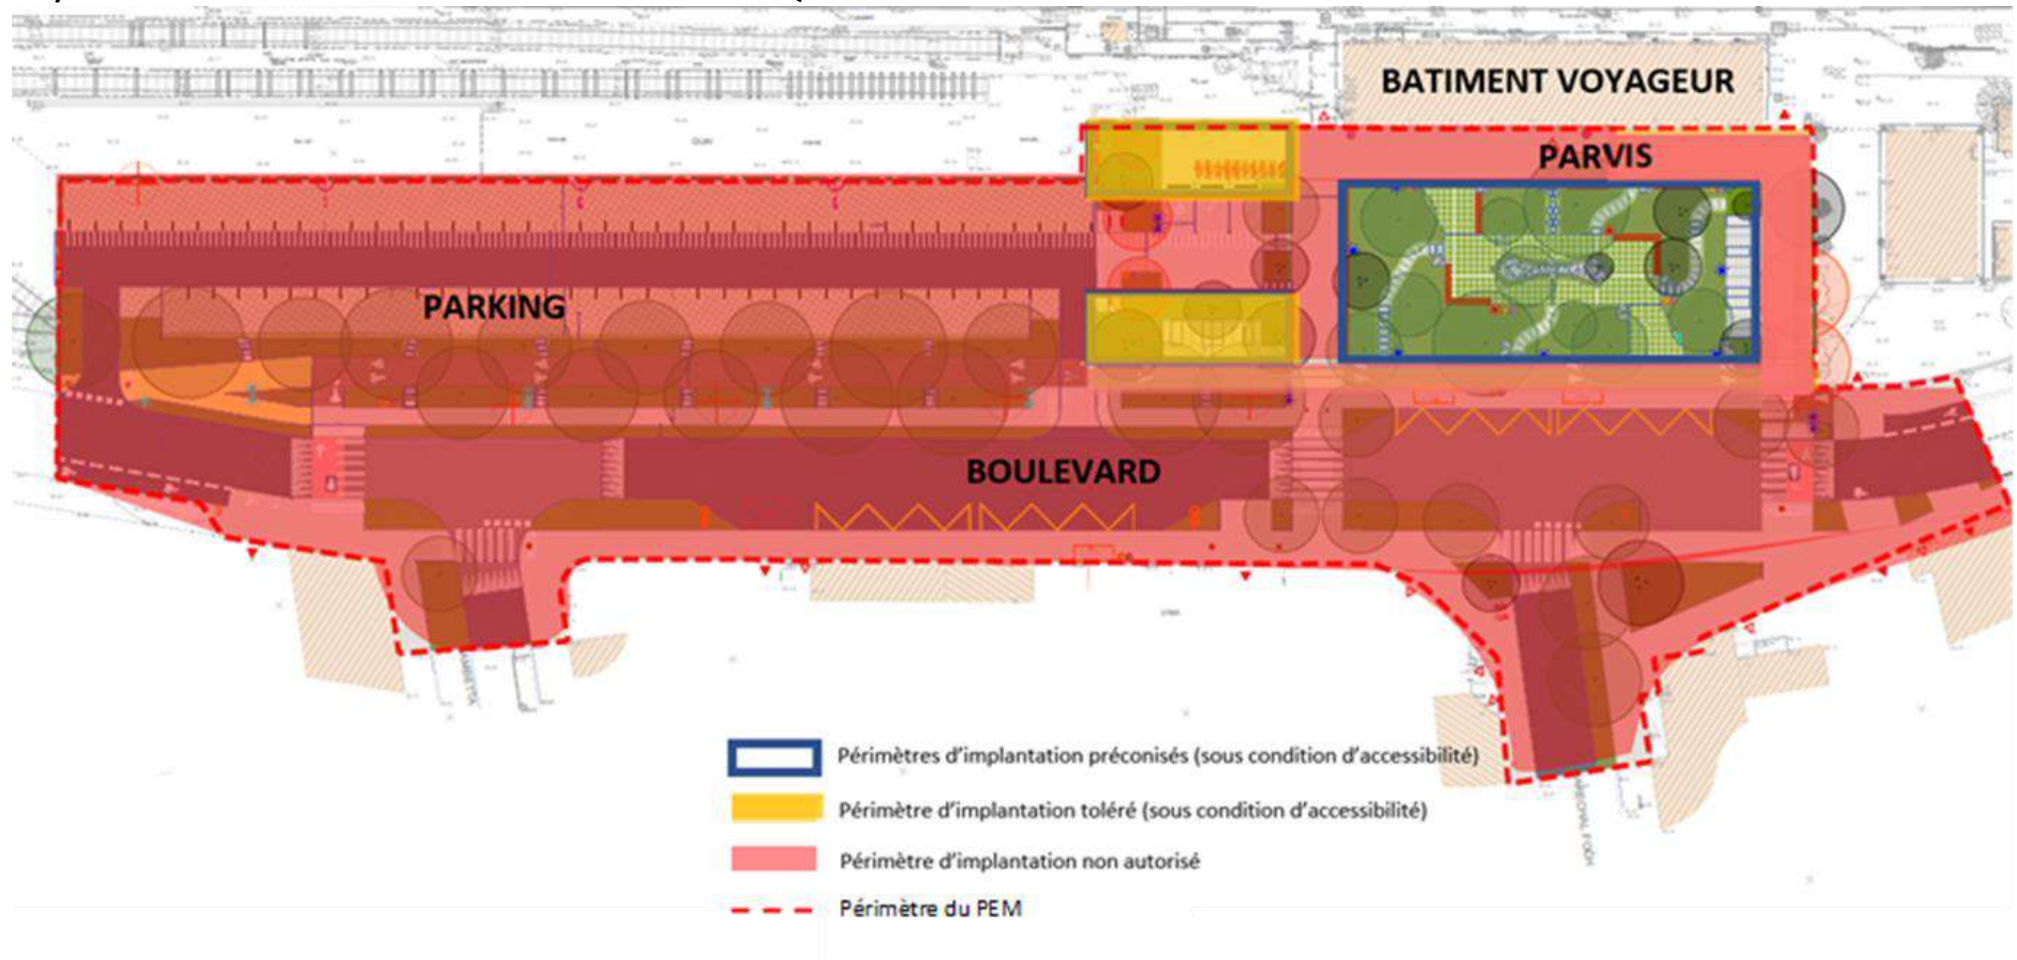 BATIMENT VOYAGEUR
PARVIS
PARKING
BOULEVARD
Périmètres d'implantation préconisés (sous condition d'accessibilité)
Périmètre d'implantation toléré (sous condition d'accessibilité)
Périmètre d'implantation non autorisé
Périmètre du PEM